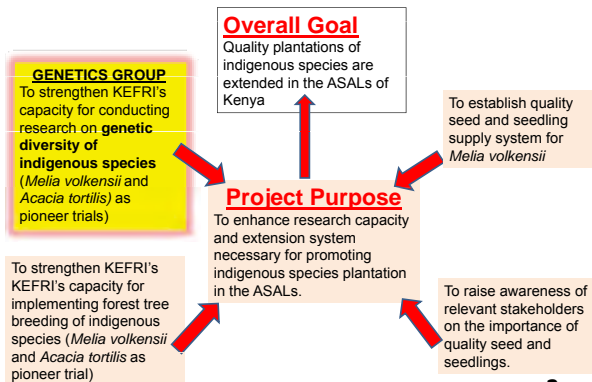 Overall Goal
Quality plantations of
indigenous species are
extended in the ASALs of
Kenya
GENETICS GROUP
To strengthen KEFRI's
capacity for conducting
research on genetic
diversity of
indigenous species
(Melia volkensii and
Acacia tortilis) as
pioneer trials)
To establish quality
seed and seedling
supply system for
Melia volkensii
Project Purpose
To enhance research capacity
and extension system
necessary for promoting
indigenous species plantation
in the ASALs.
To strengthen KEFRI's
KEFRI's capacity for
implementing forest tree
breeding of indigenous
species (Melia volkensii
and Acacia tortilis as
pioneer trial)
To raise awareness of
relevant stakeholders
on the importance of
quality seed and
seedlings.